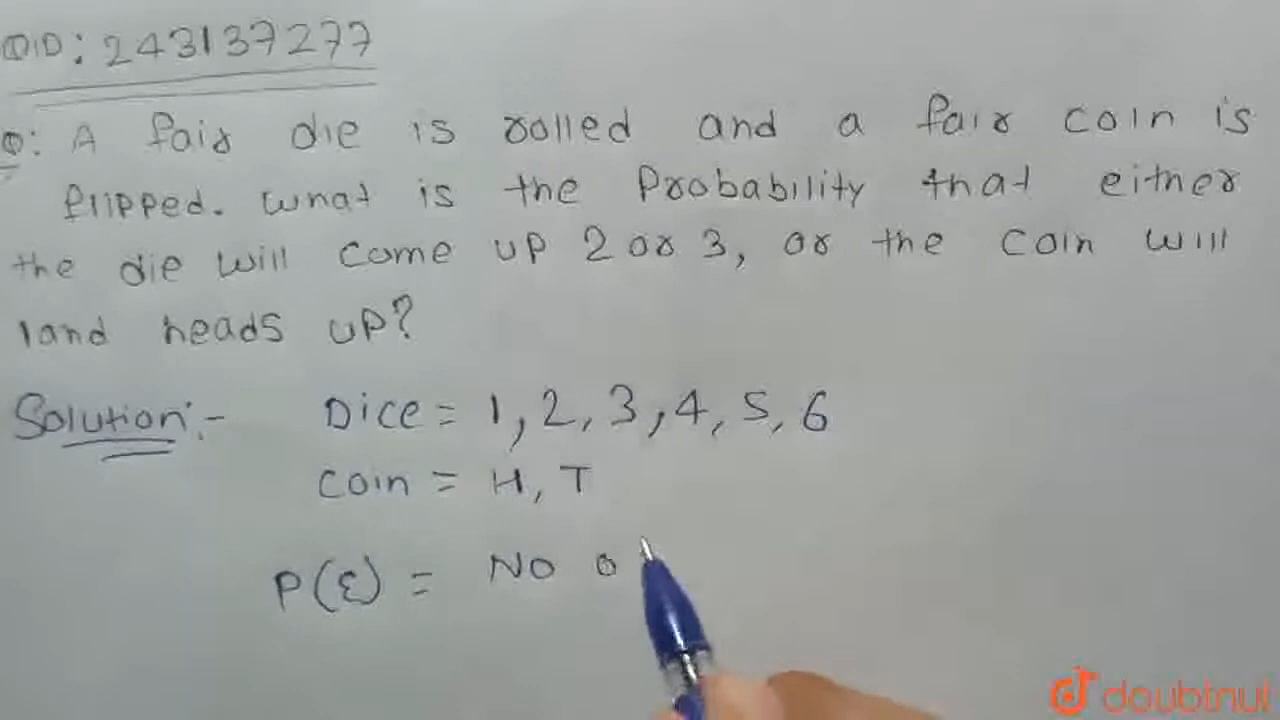 QID: 243137277
Q: A fair die is rolled and a fair coin is
flipped. what is the Probability that either
the die will come up 2 or 3, or the coin will
land heads up?
Solution:-
Dice = 1, 2, 3, 4, 5, 6
coin = H, T
P(E) = No o
doubtnut